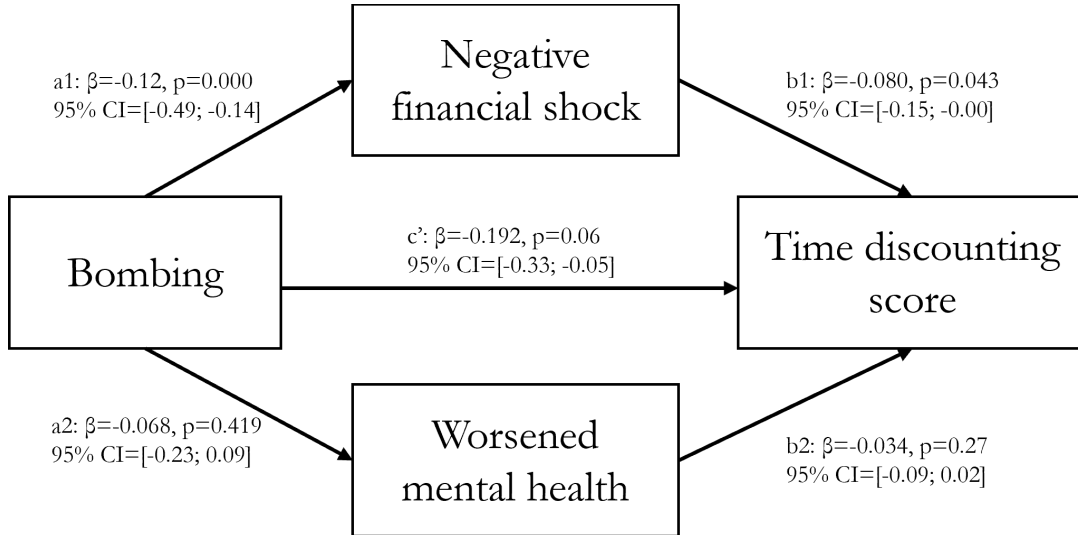 Negative
financial shock
a1: β=-0.12, p=0.000
95% CI=[-0.49; -0.14]
b1: β=-0.080, p=0.043
95% CI=[-0.15; -0.00]
Bombing
c’: β=-0.192, p=0.06
95% CI=[-0.33; -0.05]
Time discounting
score
a2: β=-0.068, p=0.419
95% CI=[-0.23; 0.09]
Worsened
mental health
b2: β=-0.034, p=0.27
95% CI=[-0.09; 0.02]